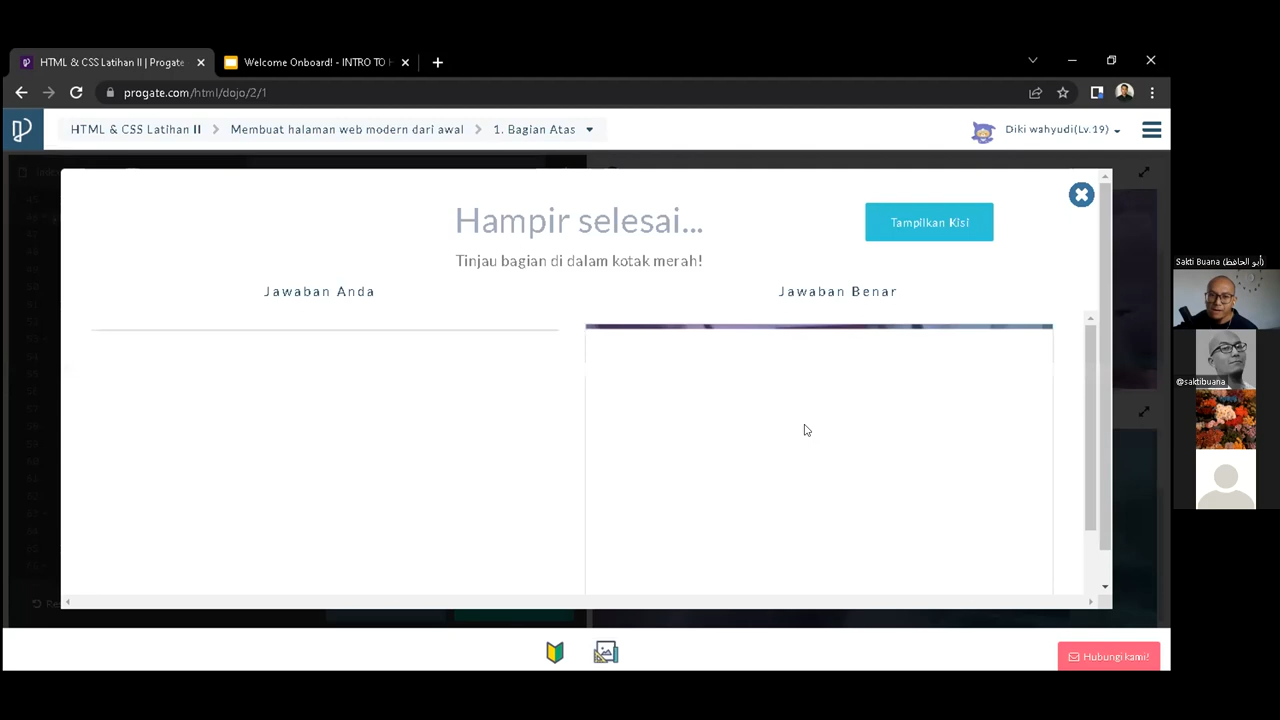 HTML & CSS Latihan II | Progate
Welcome Onboard! - INTRO TO
progate.com/html/dojo/2/1
HTML & CSS Latihan II
Membuat halaman web modern dari awal
1. Bagian Atas
Diki wahyudi(Lv.19)
Hampir selesai...
Tampilkan Kisi
Tinjau bagian di dalam kotak merah!
Jawaban Anda
Jawaban Benar
Sakti Buana (أبو الحافظ)
@saktibuana
Hubungi kami!